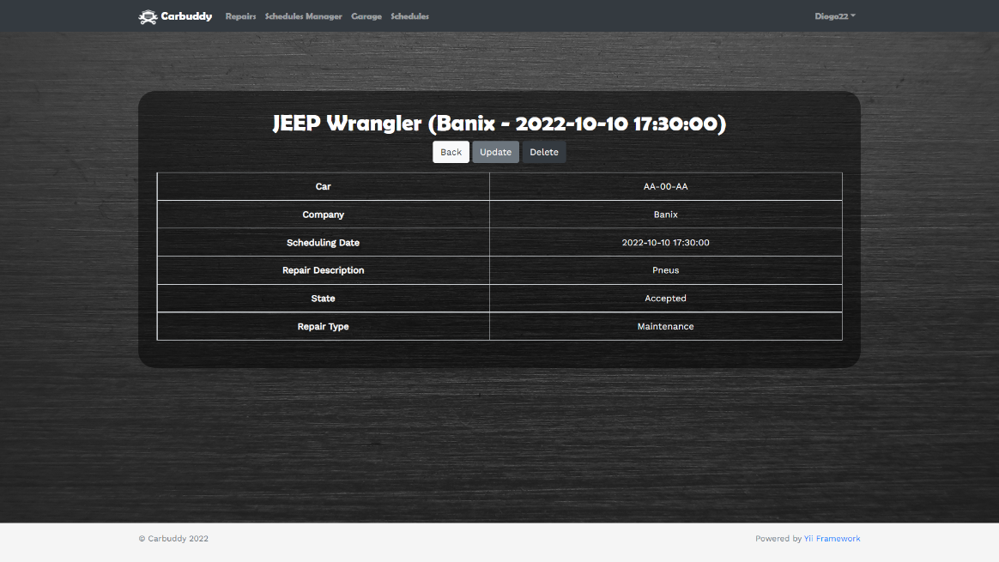 Carbuddy Repairs Schedules Manager Garage Schedules Diogo22
JEEP Wrangler (Banix - 2022-10-10 17:30:00)
Back Update Delete
Car AA-00-AA
Company Banix
Scheduling Date 2022-10-10 17:30:00
Repair Description Pneus
State Accepted
Repair Type Maintenance
© Carbuddy 2022 Powered by Yii Framework